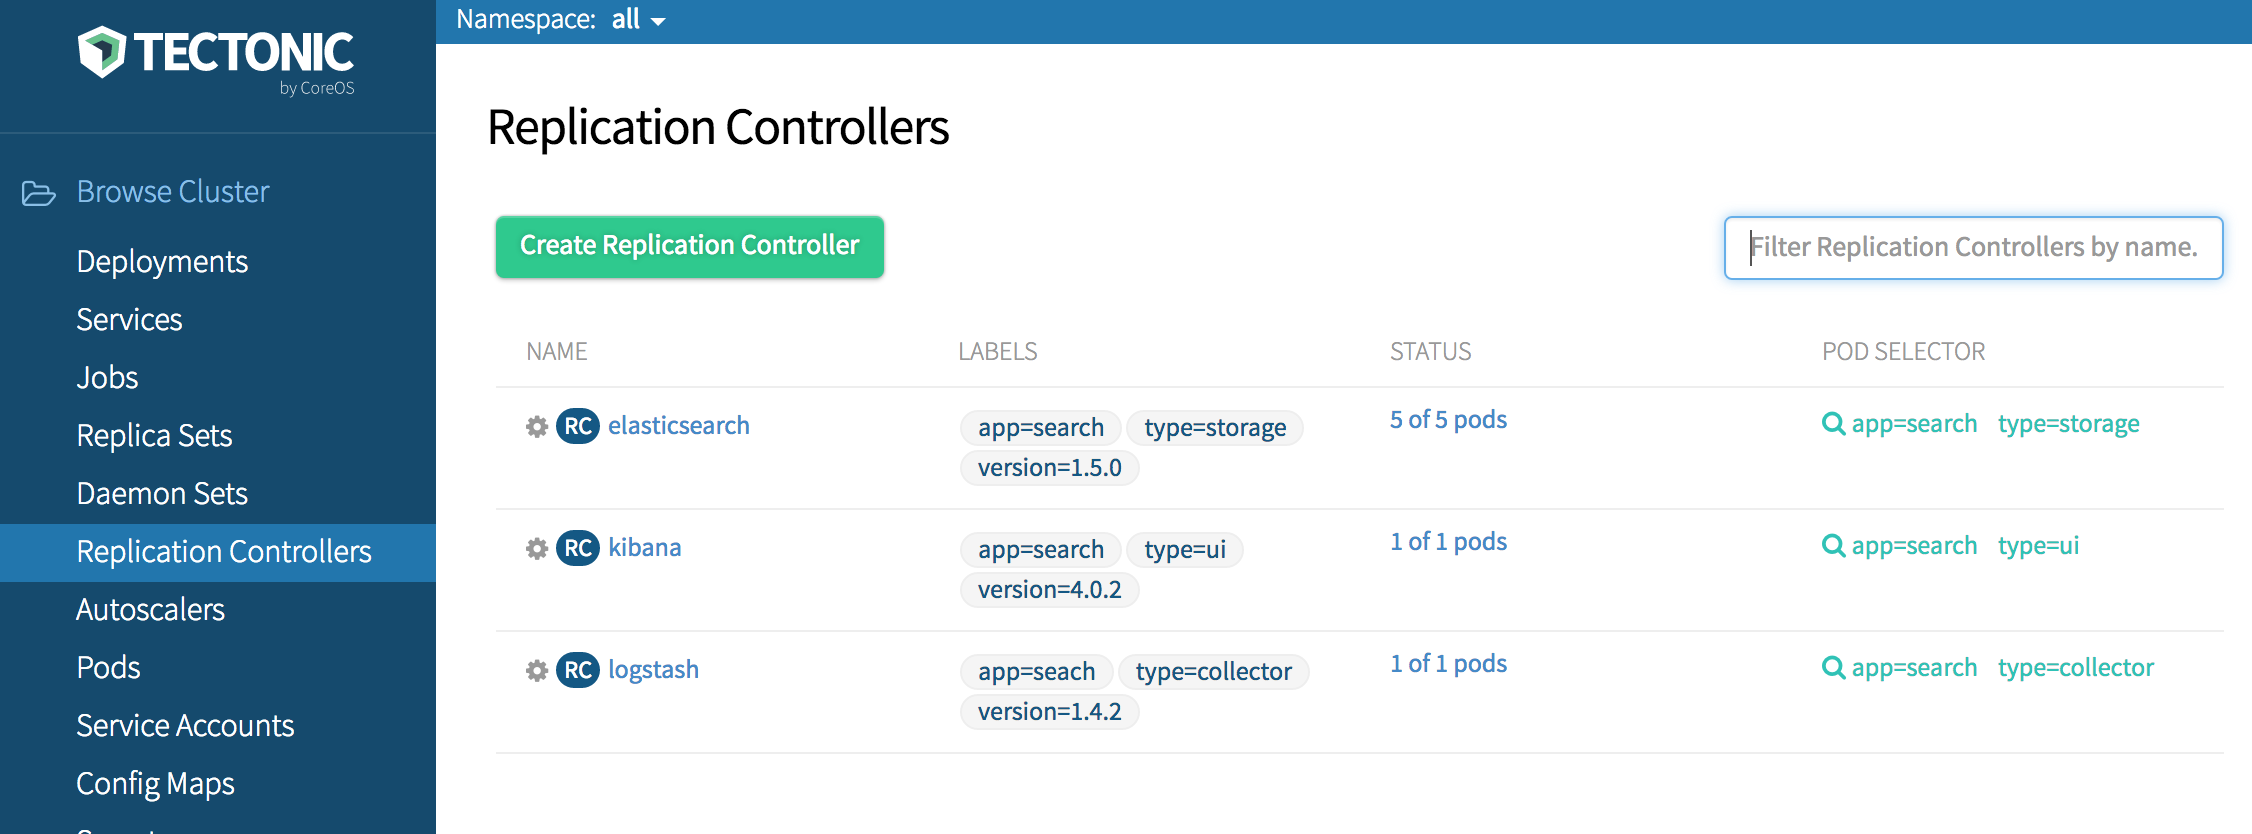 TECTONIC
by CoreOS
Namespace: all
Browse Cluster
Deployments
Services
Jobs
Replica Sets
Daemon Sets
Replication Controllers
Autoscalers
Pods
Service Accounts
Config Maps
Replication Controllers
Create Replication Controller
Filter Replication Controllers by name.
NAME LABELS STATUS POD SELECTOR
RC elasticsearch app=search type=storage 5 of 5 pods app=search type=storage
version=1.5.0
RC kibana app=search type=ui 1 of 1 pods app=search type=ui
version=4.0.2
RC logstash app=seach type=collector 1 of 1 pods app=search type=collector
version=1.4.2